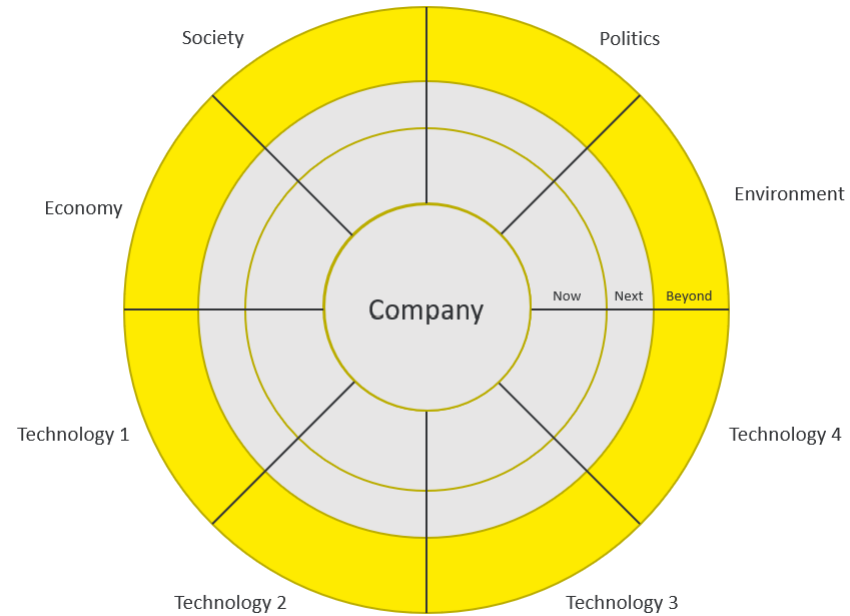 Society
Politics
Economy
Environment
Now
Next
Beyond
Company
Technology 1
Technology 4
Technology 2
Technology 3